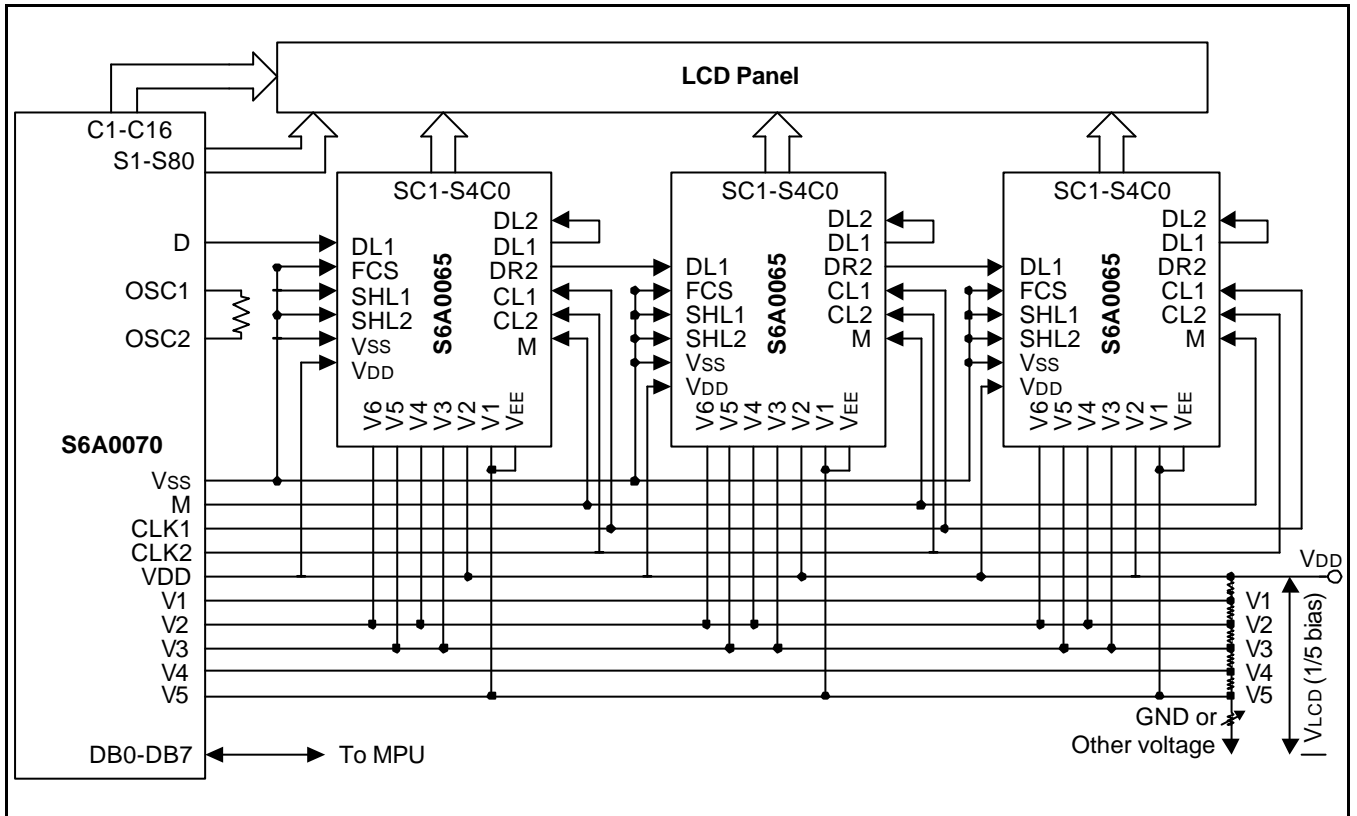 LCD Panel
C1-C16
S1-S80
D
OSC1
OSC2
S6A0070
VSS
M
CLK1
CLK2
VDD
V1
V2
V3
V4
V5
DB0-DB7
To MPU
SC1-S4C0
DL1
FCS
SHL1
SHL2
VSS
VDD
S6A0065
DL2
DL1
DR2
CL1
CL2
M
V6
V5
V4
V3
V2
V1
VEE
SC1-S4C0
DL1
FCS
SHL1
SHL2
VSS
VDD
S6A0065
DL2
DL1
DR2
CL1
CL2
M
V6
V5
V4
V3
V2
V1
VEE
SC1-S4C0
DL1
FCS
SHL1
SHL2
VSS
VDD
S6A0065
DL2
DL1
DR2
CL1
CL2
M
V6
V5
V4
V3
V2
V1
VEE
VDD
V1
V2
V3
V4
V5
GND or
Other voltage
VLCD (1/5 bias)